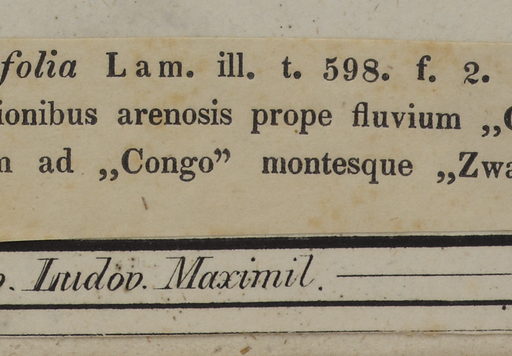 folia Lam. ill. t. 598. f. 2.
ionibus arenosis prope fluvium „
m ad „Congo” montesque „Zwa
. Ludov. Maximil.